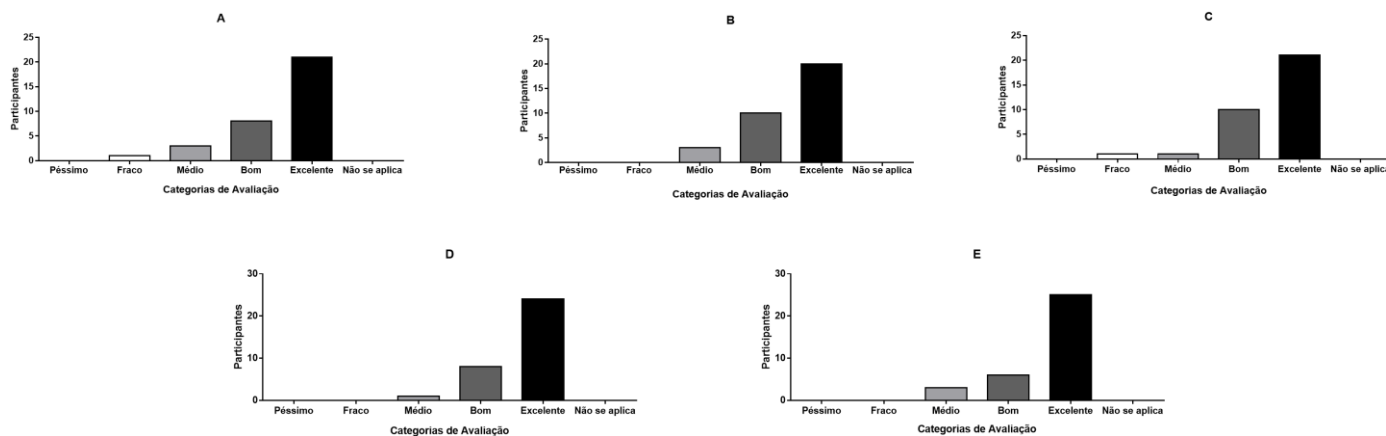 A
25
20
15
10
5
0
Participantes
Péssimo Fraco Médio Bom Excelente Não se aplica
Categorias de Avaliação
B
25
20
15
10
5
0
Participantes
Péssimo Fraco Médio Bom Excelente Não se aplica
Categorias de Avaliação
C
25
20
15
10
5
0
Participantes
Péssimo Fraco Médio Bom Excelente Não se aplica
Categorias de Avaliação
D
30
20
10
0
Participantes
Péssimo Fraco Médio Bom Excelente Não se aplica
Categorias de Avaliação
E
30
20
10
0
Participantes
Péssimo Fraco Médio Bom Excelente Não se aplica
Categorias de Avaliação